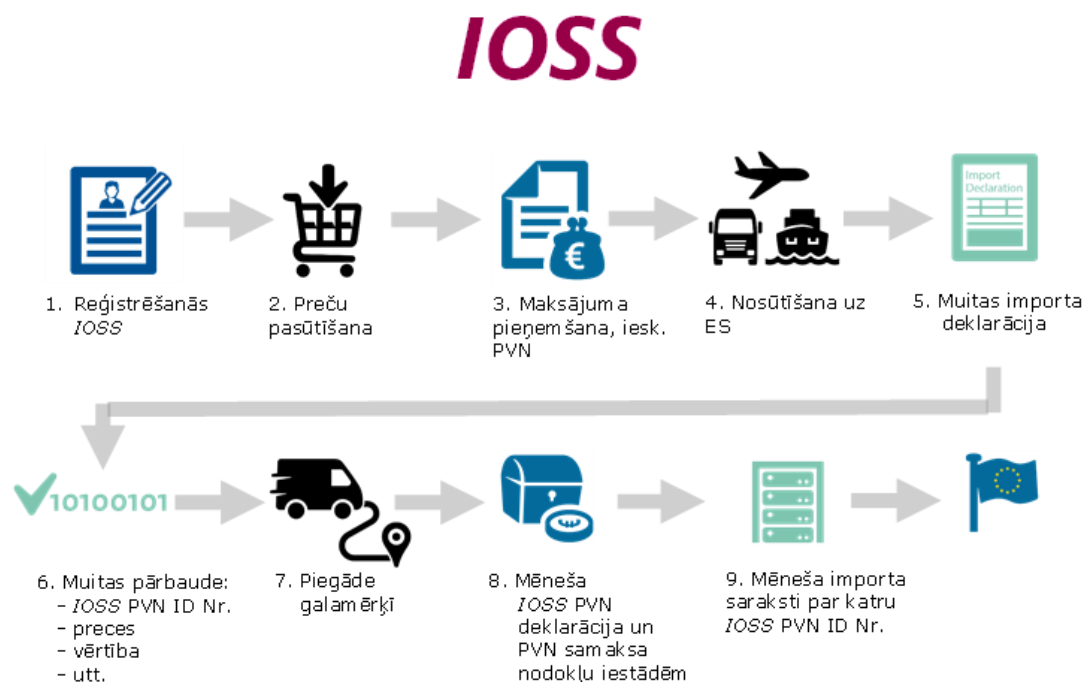 IOSS
Import
Declaration
1. Reģistrēšanās
IOSS
2. Preču
pasūtīšana
3. Maksājuma
pieņemšana, iesk.
PVN
4. Nosūtīšana uz
ES
5. Muitas importa
deklarācija
10100101
6. Muitas pārbaude:
- IOSS PVN ID Nr.
- preces
- vērtība
- utt.
7. Piegāde
galamērķī
8. Mēneša
IOSS PVN
deklarācija un
PVN samaksa
nodokļu iestādēm
9. Mēneša importa
saraksti par katru
IOSS PVN ID Nr.